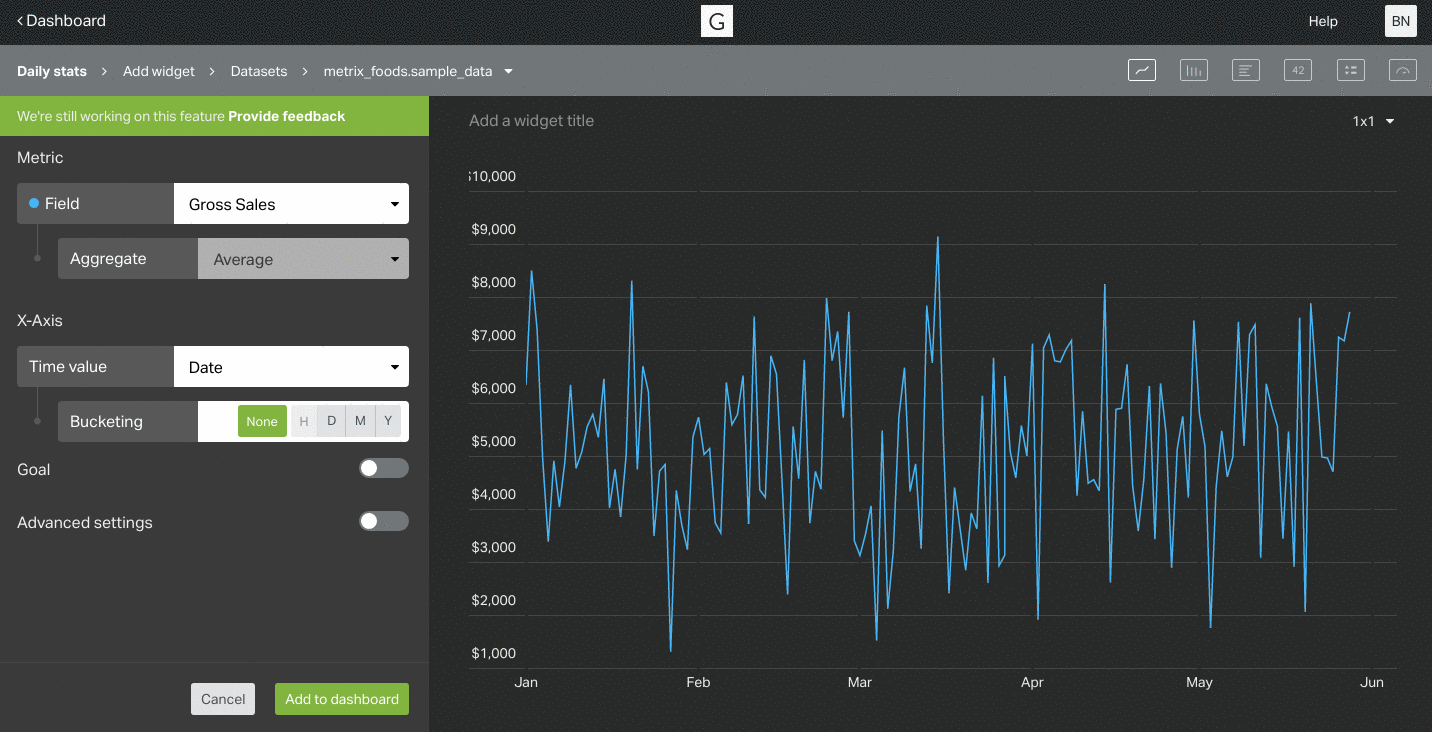 Dashboard
G
Help
BN
Daily stats > Add widget > Datasets > metrix_foods.sample_data
42
We're still working on this feature Provide feedback
Metric
Field
Gross Sales
Aggregate
Average
X-Axis
Time value
Date
Bucketing
None
H
D
M
Y
Goal
Advanced settings
Cancel
Add to dashboard
Add a widget title
1x1
$10,000
$9,000
$8,000
$7,000
$6,000
$5,000
$4,000
$3,000
$2,000
$1,000
Jan
Feb
Mar
Apr
May
Jun